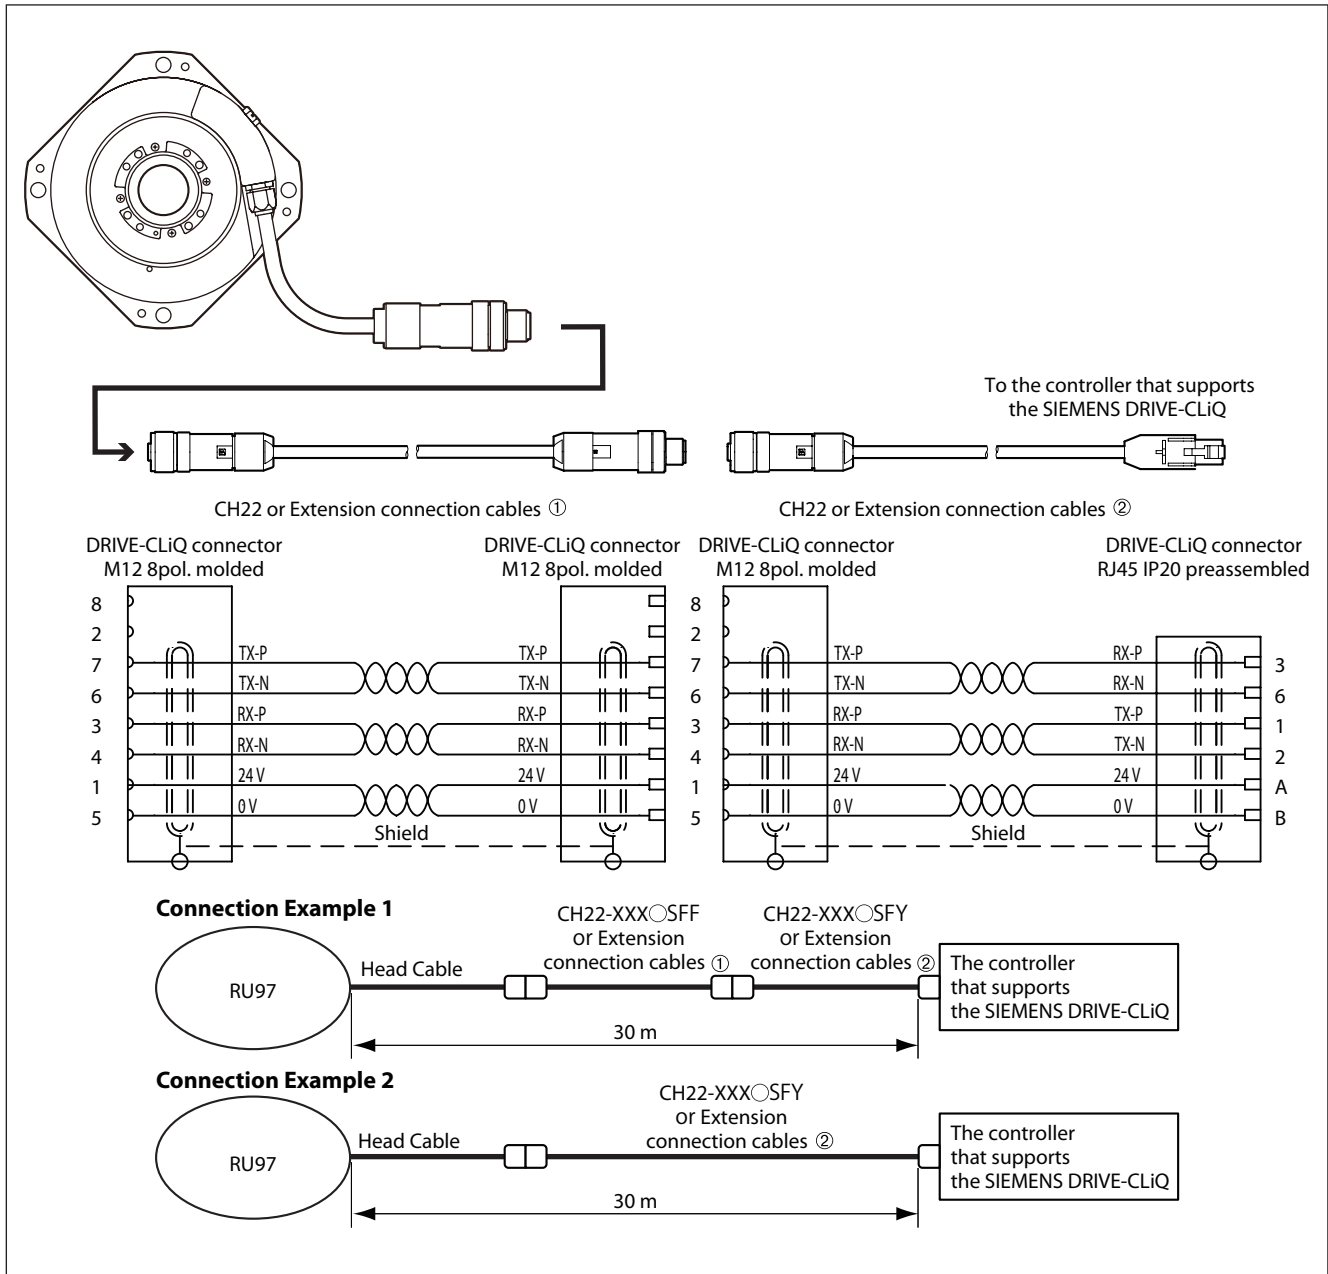 To the controller that supports
the SIEMENS DRIVE-CLiQ
CH22 or Extension connection cables ①
CH22 or Extension connection cables ②
DRIVE-CLiQ connector
M12 8pol. molded
DRIVE-CLiQ connector
M12 8pol. molded
DRIVE-CLiQ connector
M12 8pol. molded
DRIVE-CLiQ connector
RJ45 IP20 preassembled
8
2
7 TX-P TX-P
6 TX-N TX-N
3 RX-P RX-P
4 RX-N RX-N
1 24 V 24 V
5 0 V 0 V
Shield
8
2
7 TX-P RX-P 3
6 TX-N RX-N 6
3 RX-P TX-P 1
4 RX-N TX-N 2
1 24 V 24 V A
5 0 V 0 V B
Shield
Connection Example 1
RU97
Head Cable
CH22-XXX○SFF
or Extension
connection cables ①
CH22-XXX○SFY
or Extension
connection cables ②
The controller
that supports
the SIEMENS DRIVE-CLiQ
30 m
Connection Example 2
RU97
Head Cable
CH22-XXX○SFY
or Extension
connection cables ②
The controller
that supports
the SIEMENS DRIVE-CLiQ
30 m